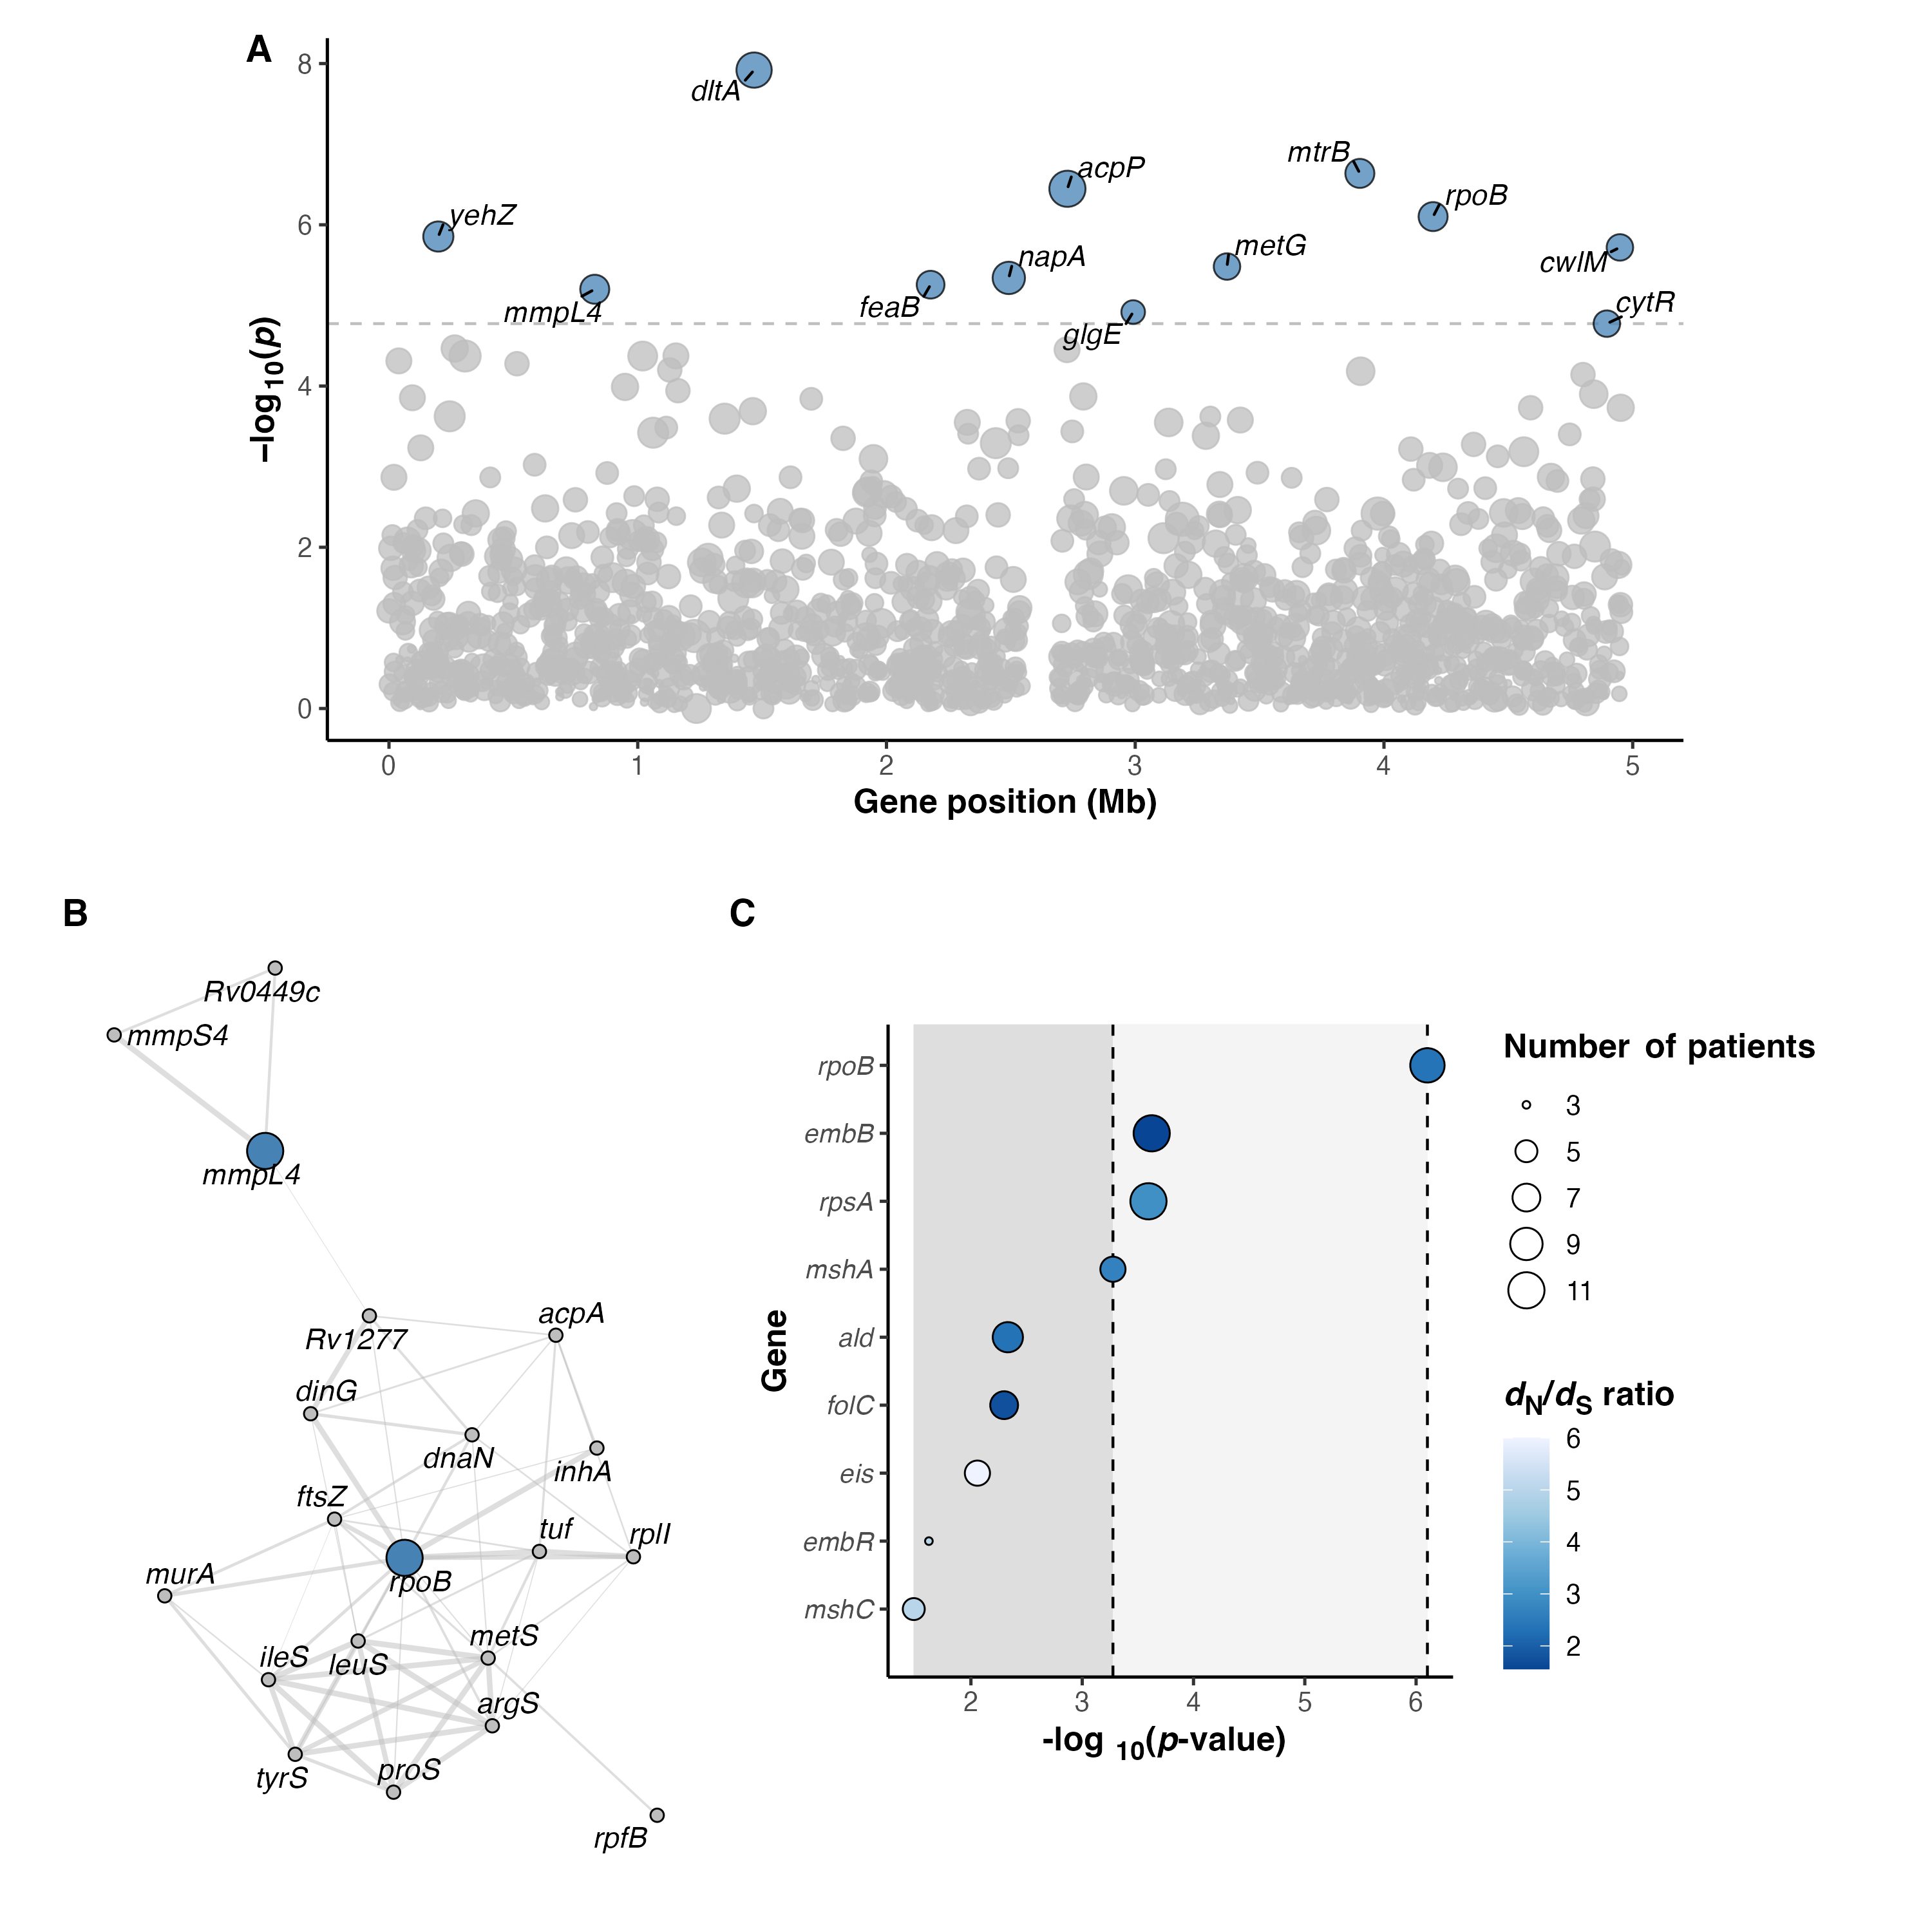 A
8
6
4
2
0
−log10(p)
dltA
acpP
mtrB
rpoB
yehZ
napA
metG
cwlM
mmpL4
feaB
glgE
cytR
0 1 2 3 4 5
Gene position (Mb)
B
Rv0449c
mmpS4
mmpL4
Rv1277
acpA
dinG
dnaN
inhA
ftsZ
tuf
rplI
rpoB
murA
metS
ileS
leuS
argS
tyrS
proS
rpfB
C
Gene
rpoB
embB
rpsA
mshA
ald
folC
eis
embR
mshC
2 3 4 5 6
-log 10(p-value)
Number of patients
3
5
7
9
11
dN/dS ratio
6
5
4
3
2